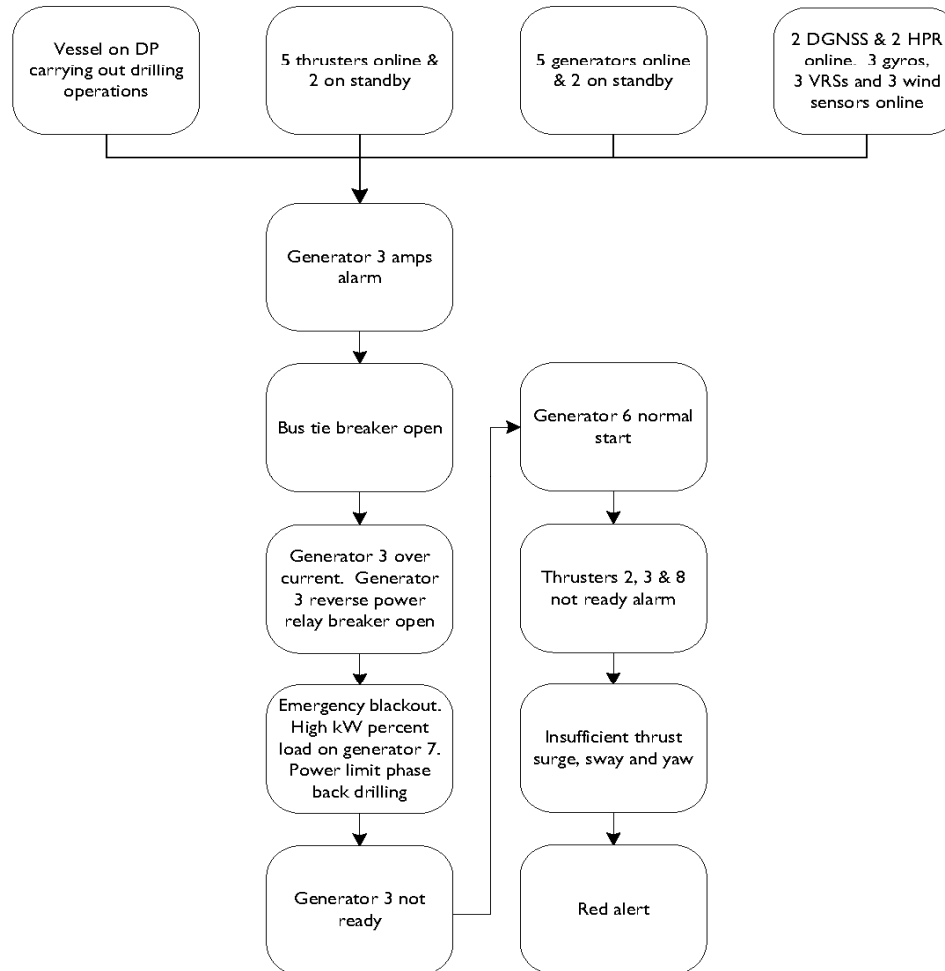 Vessel on DP
carrying out drilling
operations
5 thrusters online &
2 on standby
5 generators online
& 2 on standby
2 DGNSS & 2 HPR
online.  3 gyros,
3 VRSs and 3 wind
sensors online
Generator 3 amps
alarm
Bus tie breaker open
Generator 3 over
current.  Generator
3 reverse power
relay breaker open
Emergency blackout.
High kW percent
load on generator 7.
Power limit phase
back drilling
Generator 3 not
ready
Generator 6 normal
start
Thrusters 2, 3 & 8
not ready alarm
Insufficient thrust
surge, sway and yaw
Red alert